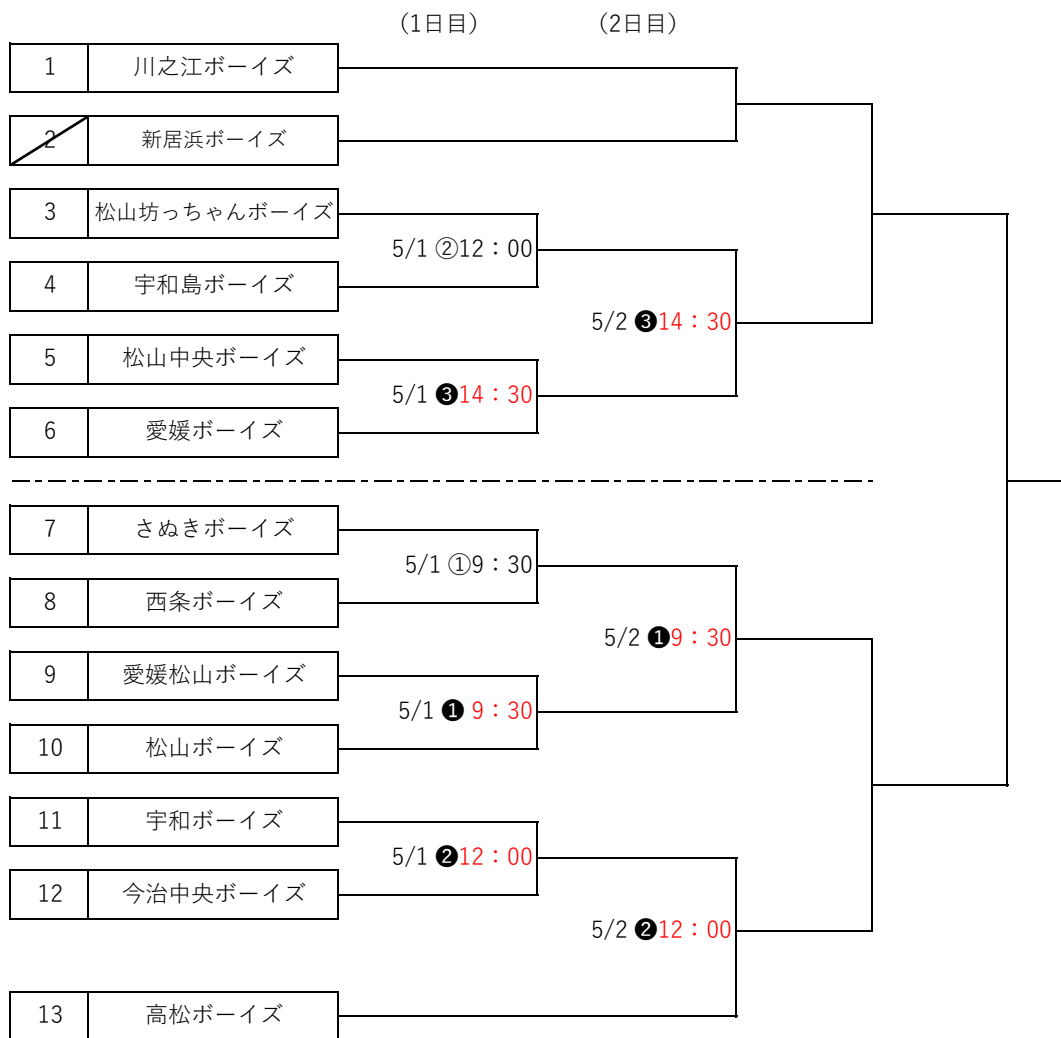 （1日目） （2日目）
1 川之江ボーイズ
2 新居浜ボーイズ
3 松山坊っちゃんボーイズ
5/1 ②12：00
4 宇和島ボーイズ
5/2 ❸14：30
5 松山中央ボーイズ
5/1 ❸14：30
6 愛媛ボーイズ
7 さぬきボーイズ
5/1 ①9：30
8 西条ボーイズ
5/2 ❶9：30
9 愛媛松山ボーイズ
5/1 ❶ 9：30
10 松山ボーイズ
11 宇和ボーイズ
5/1 ❷12：00
12 今治中央ボーイズ
5/2 ❷12：00
13 高松ボーイズ